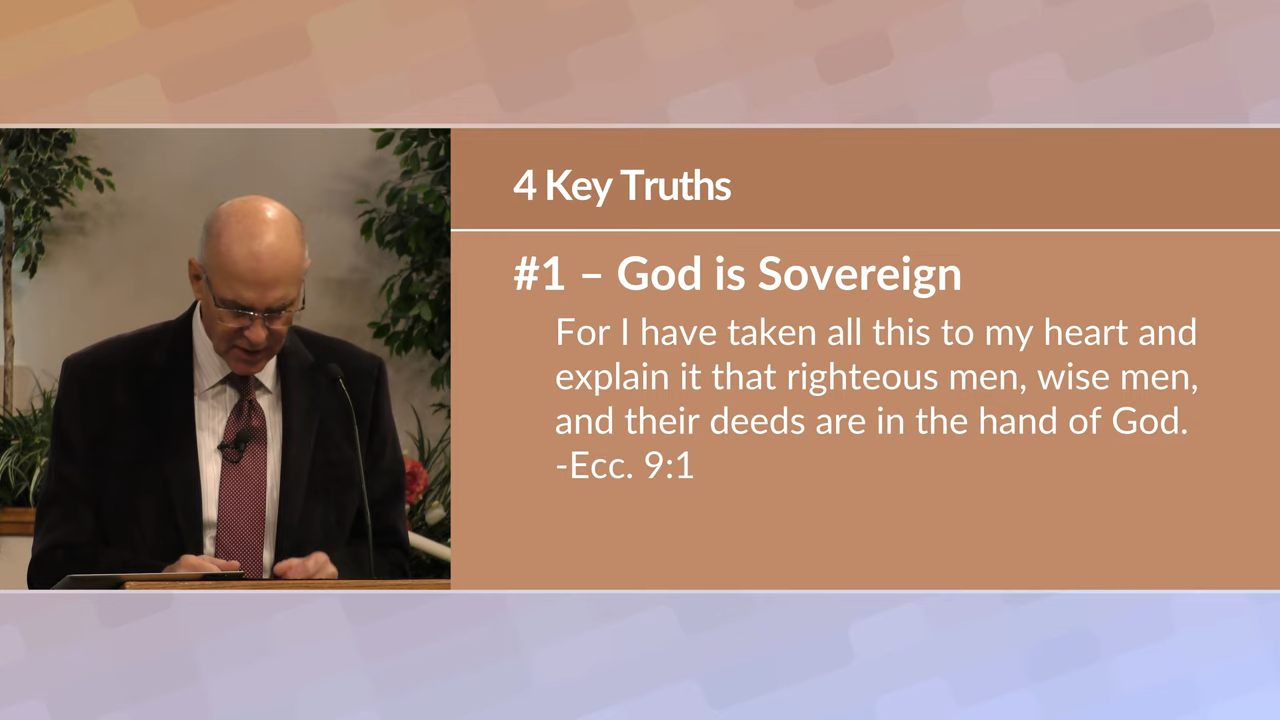 4 Key Truths
#1 – God is Sovereign
For I have taken all this to my heart and
explain it that righteous men, wise men,
and their deeds are in the hand of God.
-Ecc. 9:1